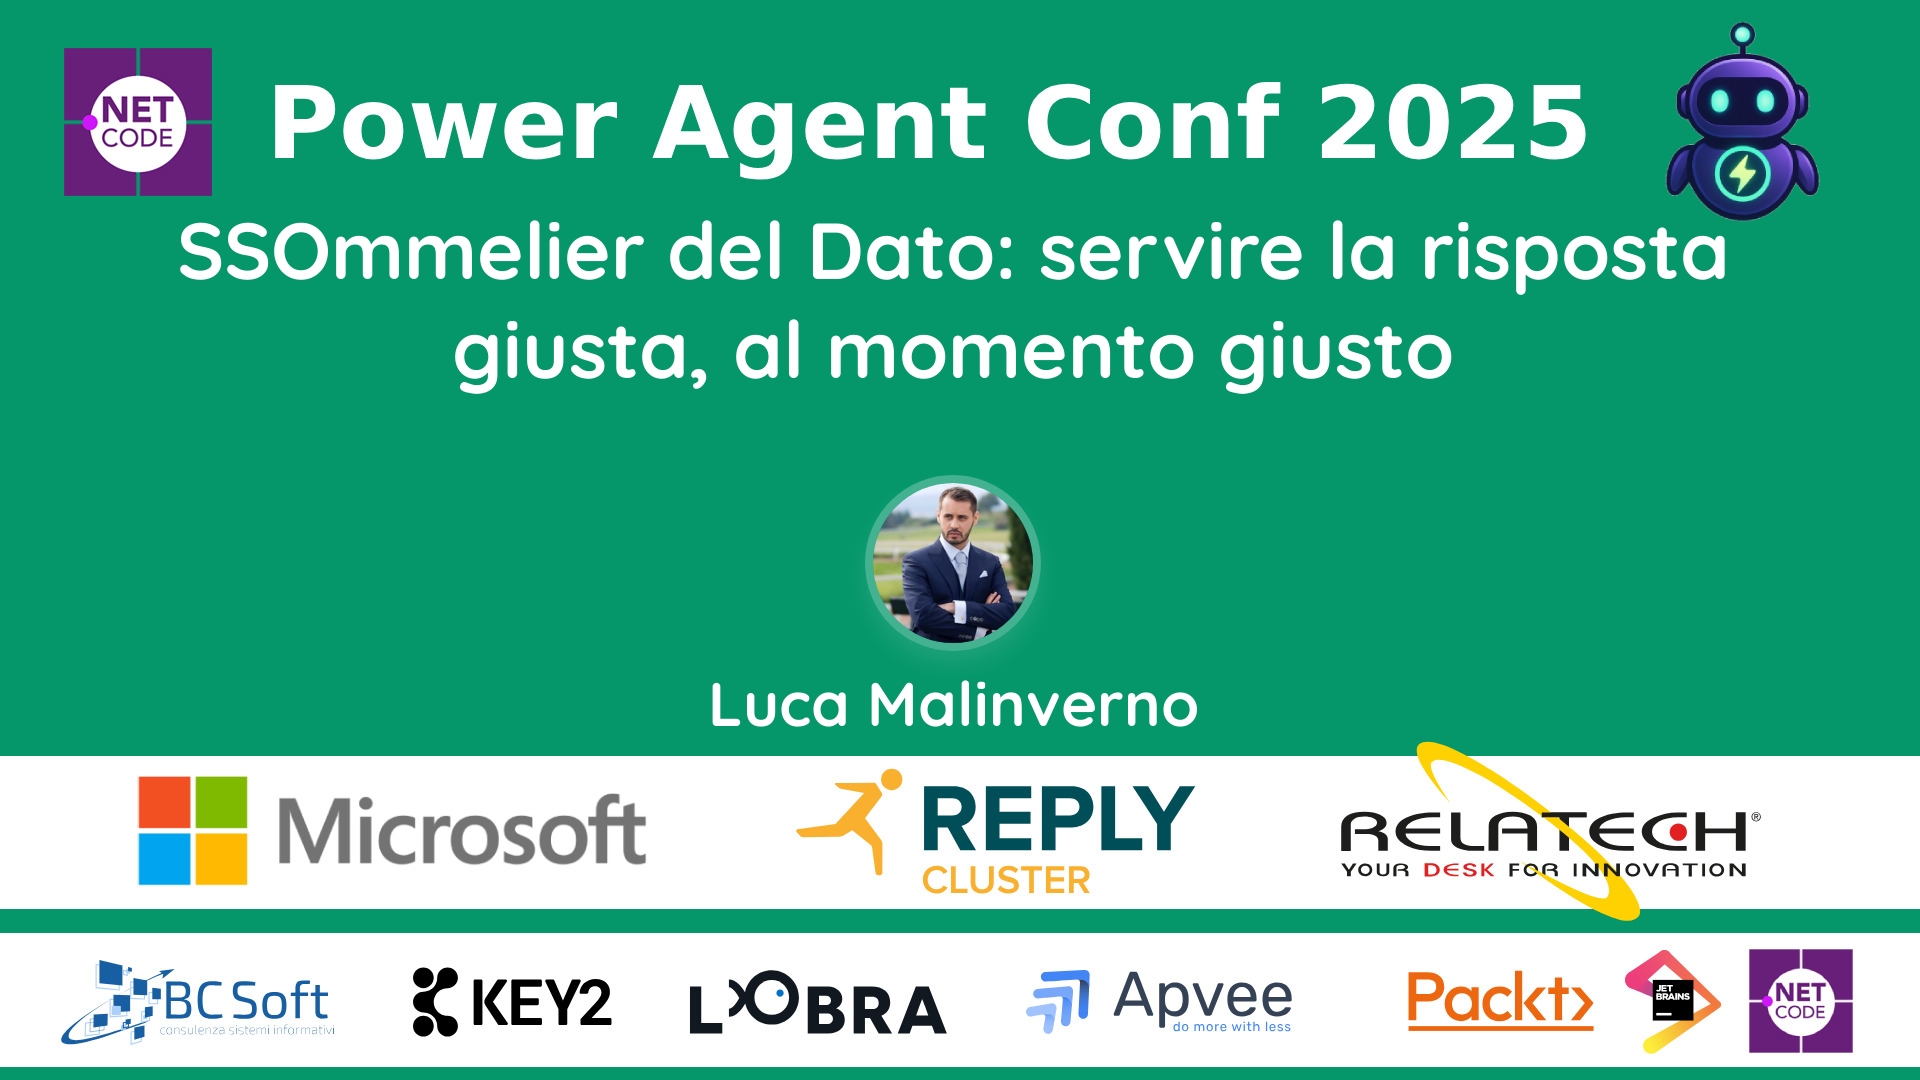 NET
CODE
Power Agent Conf 2025
SSOmmelier del Dato: servire la risposta
giusta, al momento giusto
Luca Malinverno
Microsoft
REPLY
CLUSTER
RELATECH®
YOUR DESK FOR INNOVATION
BC Soft
consulenza sistemi informativi
KEY2
LOBRA
Apvee
do more with less
Packt>
JET
BRAINS
NET
CODE